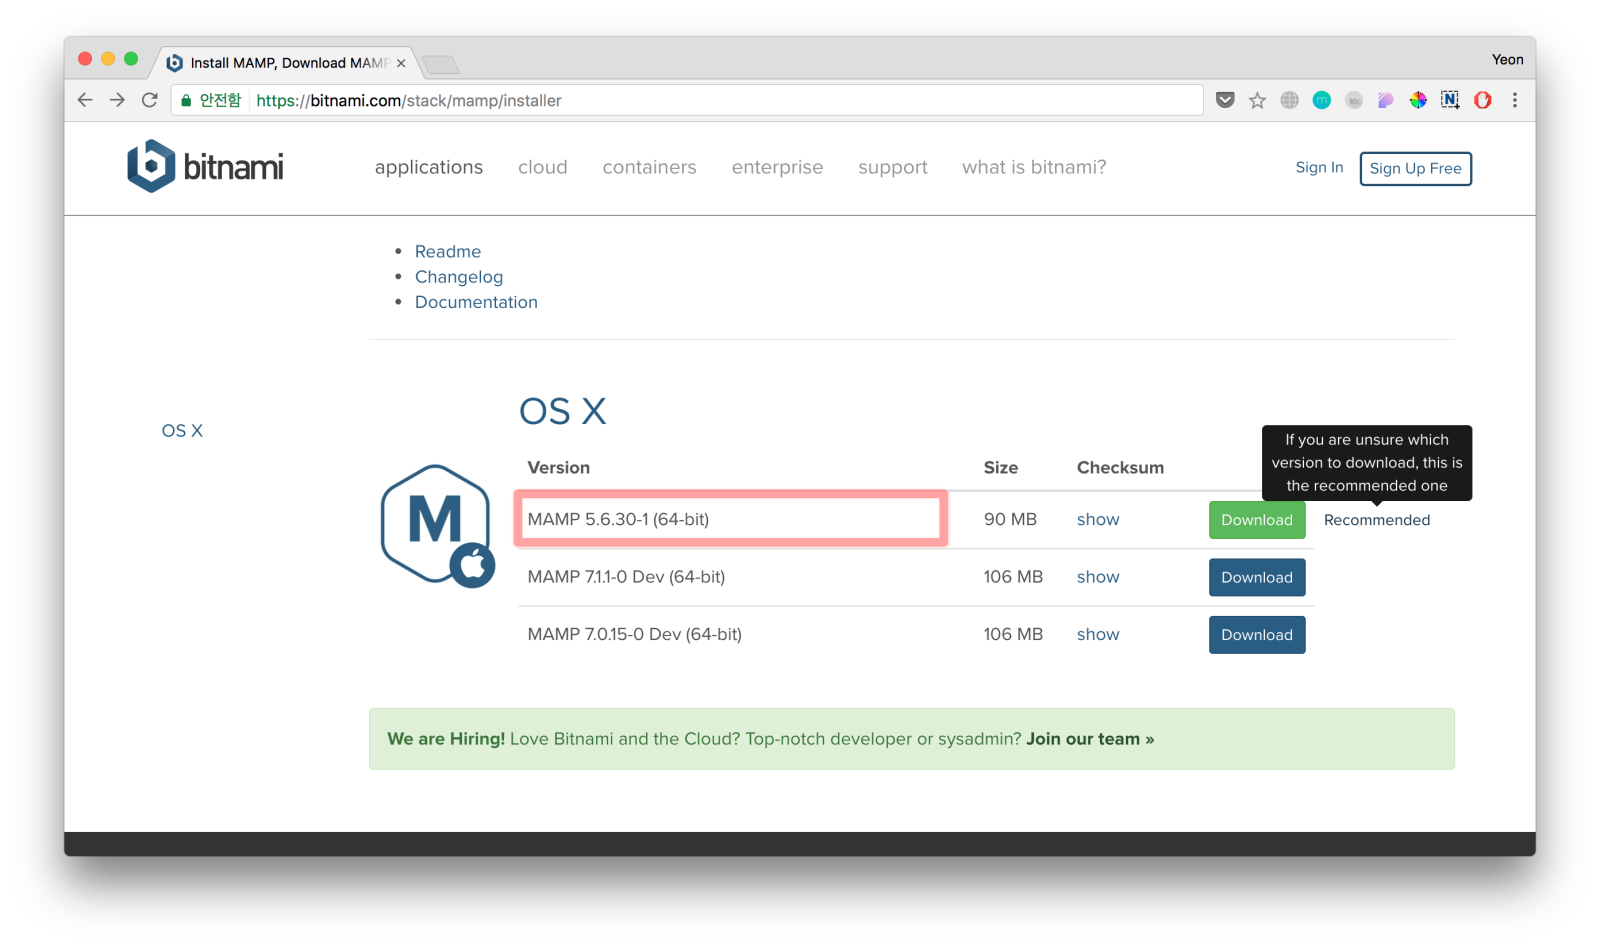 Install MAMP, Download MAMP
Yeon
안전함 https://bitnami.com/stack/mamp/installer
bitnami applications cloud containers enterprise support what is bitnami? Sign In Sign Up Free
Readme
Changelog
Documentation
OS X
OS X
If you are unsure which
version to download, this is
the recommended one
Version Size Checksum
MAMP 5.6.30-1 (64-bit) 90 MB show Download Recommended
MAMP 7.1.1-0 Dev (64-bit) 106 MB show Download
MAMP 7.0.15-0 Dev (64-bit) 106 MB show Download
M
We are Hiring! Love Bitnami and the Cloud? Top-notch developer or sysadmin? Join our team »